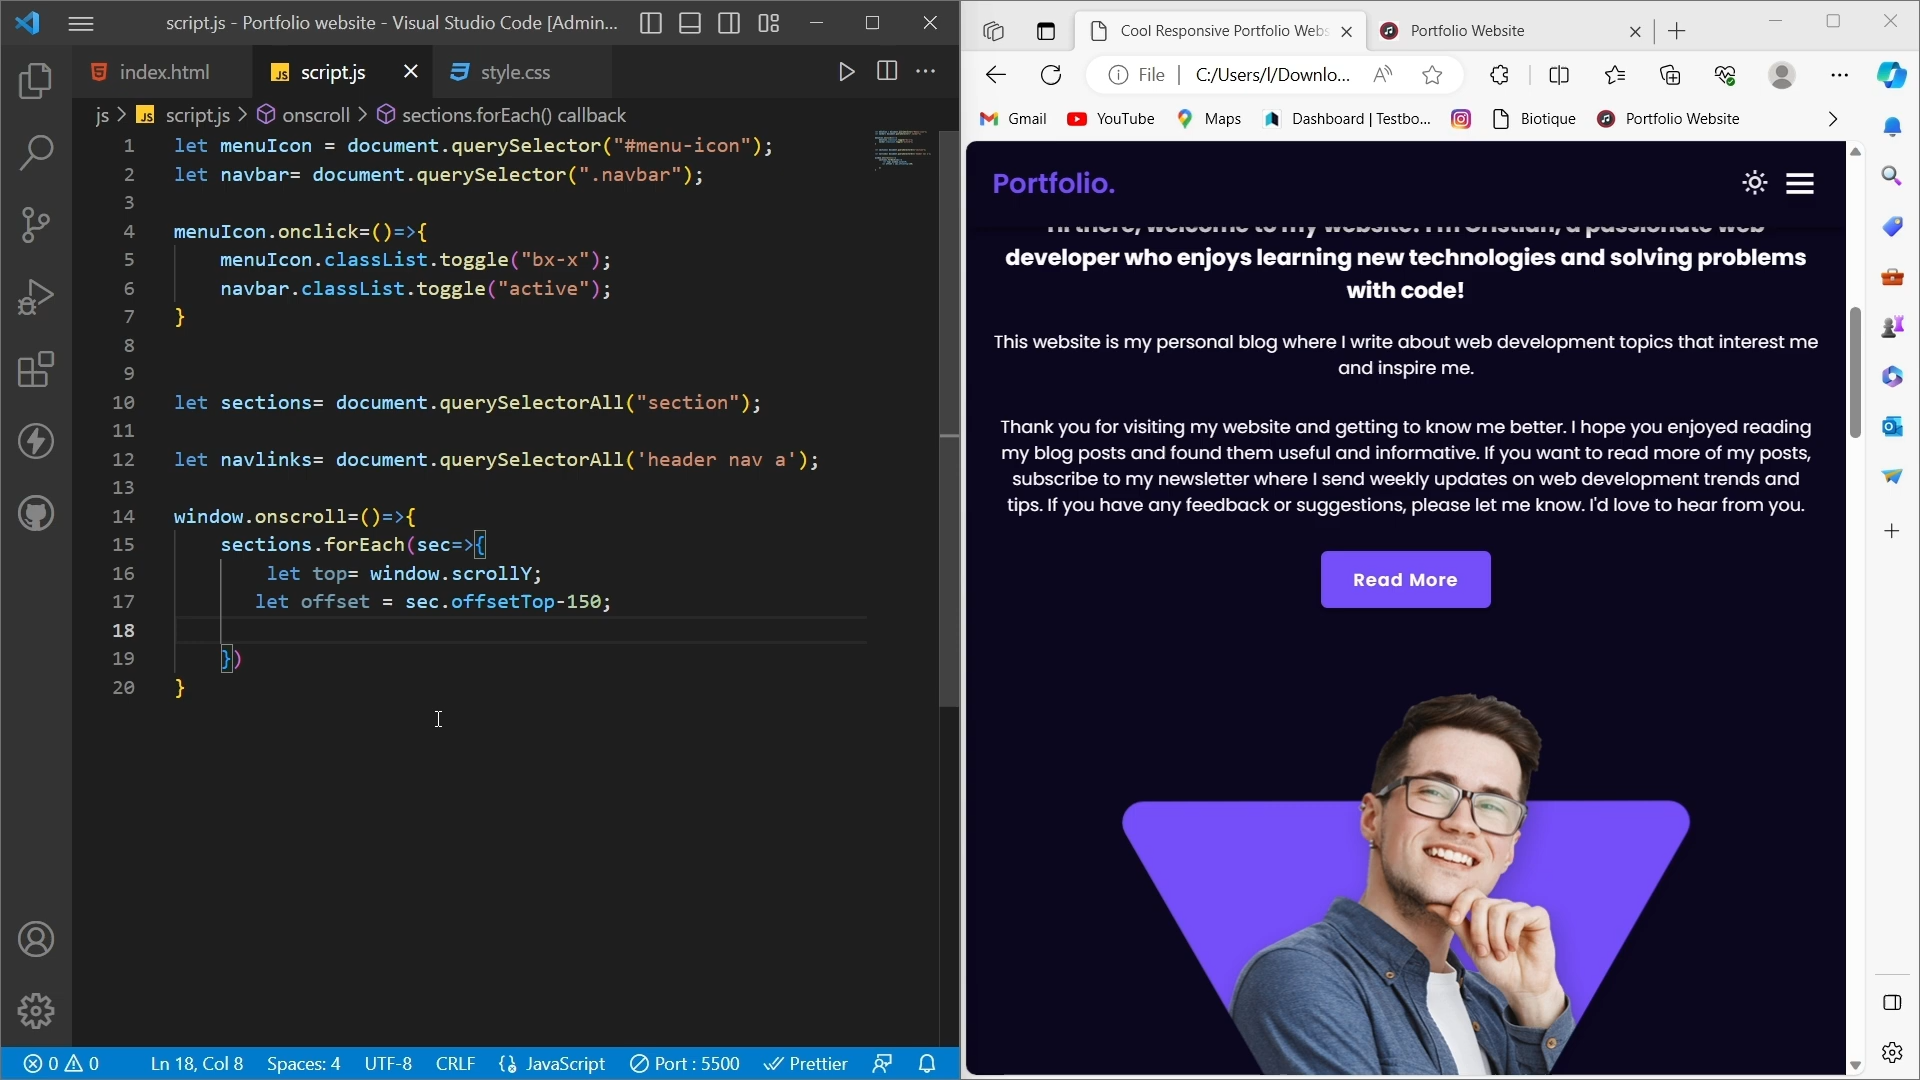 script.js - Portfolio website - Visual Studio Code [Admin...
index.html
JS script.js
style.css
js > JS script.js > onscroll > sections.forEach() callback
1 let menuIcon = document.querySelector("#menu-icon");
2 let navbar= document.querySelector(".navbar");
3
4 menuIcon.onclick=()=>{
5 menuIcon.classList.toggle("bx-x");
6 navbar.classList.toggle("active");
7 }
8
9
10 let sections= document.querySelectorAll("section");
11
12 let navlinks= document.querySelectorAll('header nav a');
13
14 window.onscroll=()=>{
15 sections.forEach(sec=>{
16 let top= window.scrollY;
17 let offset = sec.offsetTop-150;
18
19 })
20 }
0 0 Ln 18, Col 8 Spaces: 4 UTF-8 CRLF {} JavaScript Port : 5500 Prettier
Cool Responsive Portfolio Webs
Portfolio Website
File C:/Users/l/Downlo...
Gmail YouTube Maps Dashboard | Testbo... Biotique Portfolio Website
Portfolio.
Hi there, welcome to my website! I'm Cristian, a passionate web
developer who enjoys learning new technologies and solving problems
with code!
This website is my personal blog where I write about web development topics that interest me
and inspire me.
Thank you for visiting my website and getting to know me better. I hope you enjoyed reading
my blog posts and found them useful and informative. If you want to read more of my posts,
subscribe to my newsletter where I send weekly updates on web development trends and
tips. If you have any feedback or suggestions, please let me know. I'd love to hear from you.
Read More